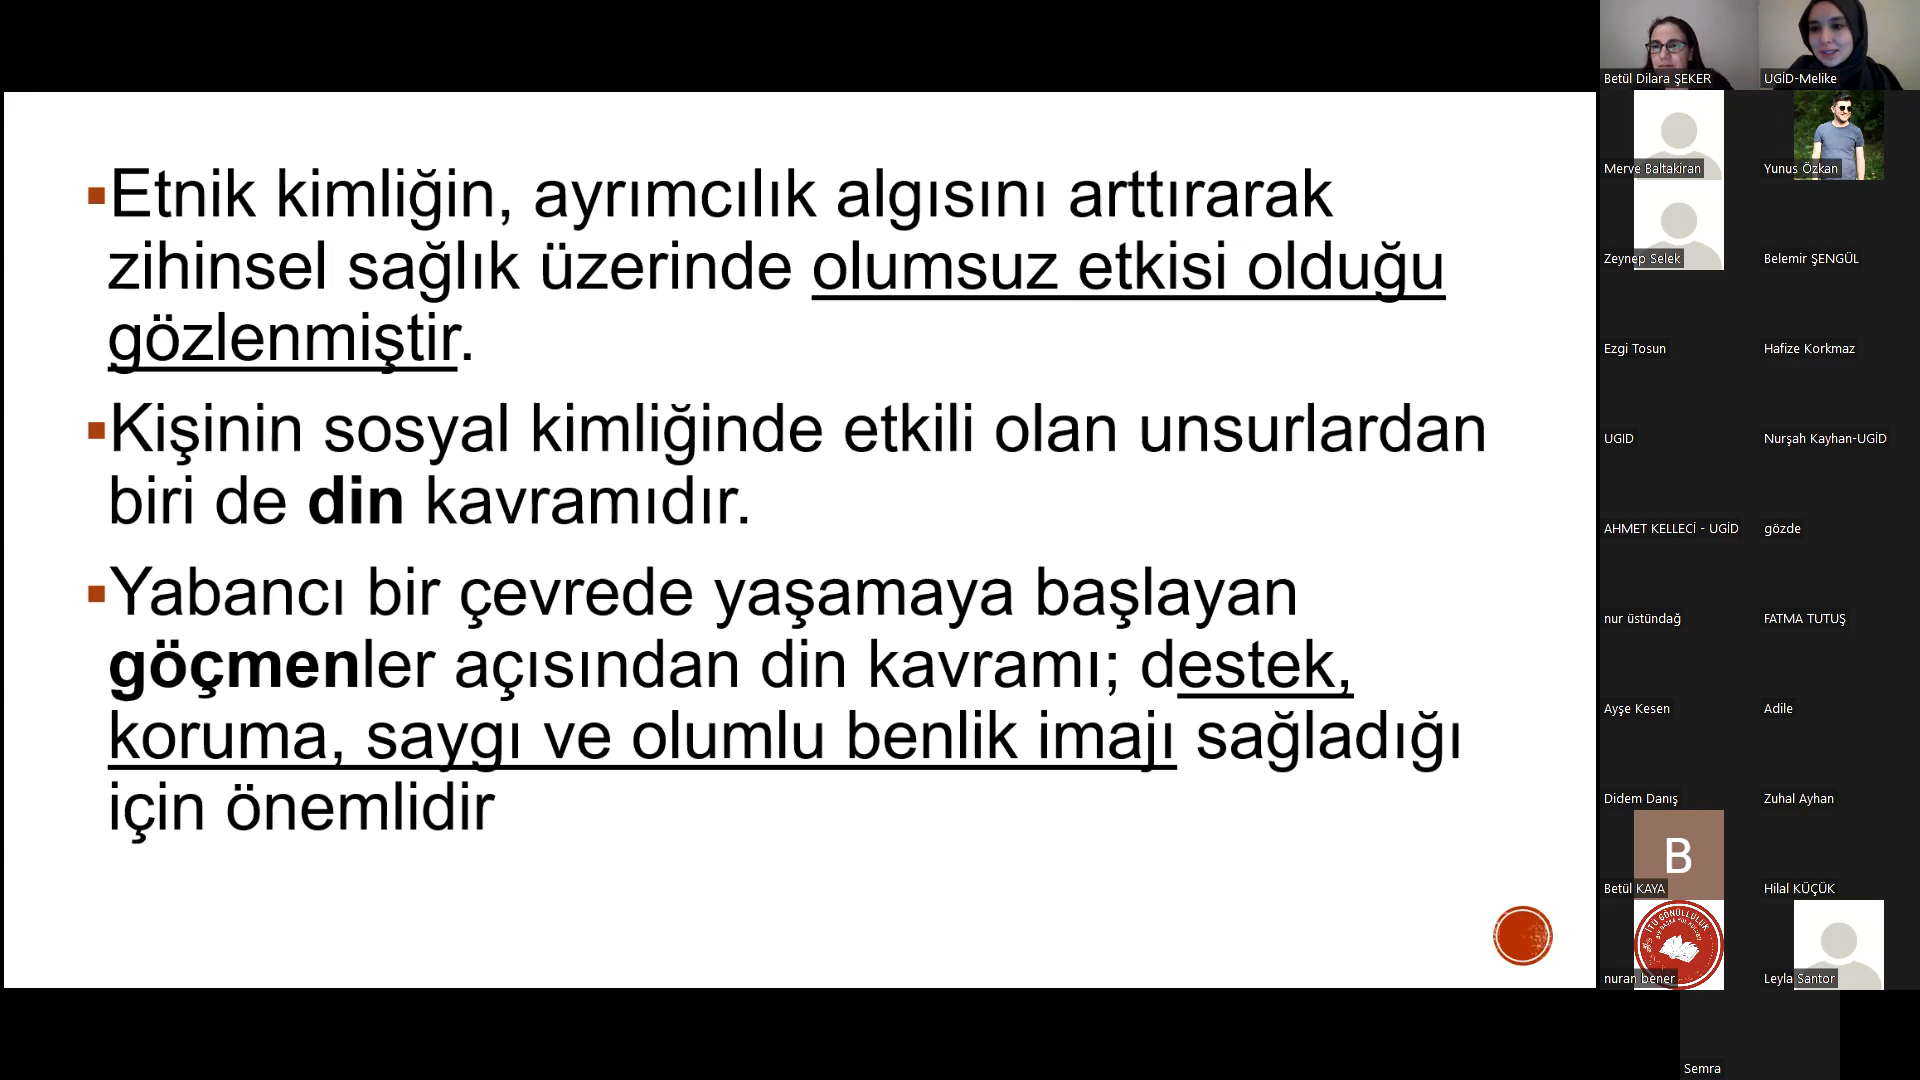 ▪Etnik kimliğin, ayrımcılık algısını arttırarak
zihinsel sağlık üzerinde olumsuz etkisi olduğu
gözlenmiştir.
▪Kişinin sosyal kimliğinde etkili olan unsurlardan
biri de din kavramıdır.
▪Yabancı bir çevrede yaşamaya başlayan
göçmenler açısından din kavramı; destek,
koruma, saygı ve olumlu benlik imajı sağladığı
için önemlidir
Betül Dilara ŞEKER
UGİD-Melike
Merve Baltakiran
Yunus Özkan
Zeynep Selek
Belemir ŞENGÜL
Ezgi Tosun
Hafize Korkmaz
UGID
Nurşah Kayhan-UGİD
AHMET KELLECİ - UGİD
gözde
nur üstündağ
FATMA TUTUŞ
Ayşe Kesen
Adile
Didem Danış
Zuhal Ayhan
B
Betül KAYA
Hilal KÜÇÜK
İTÜ GÖNÜLLÜLÜK
nuran bener
Leyla Santor
Semra